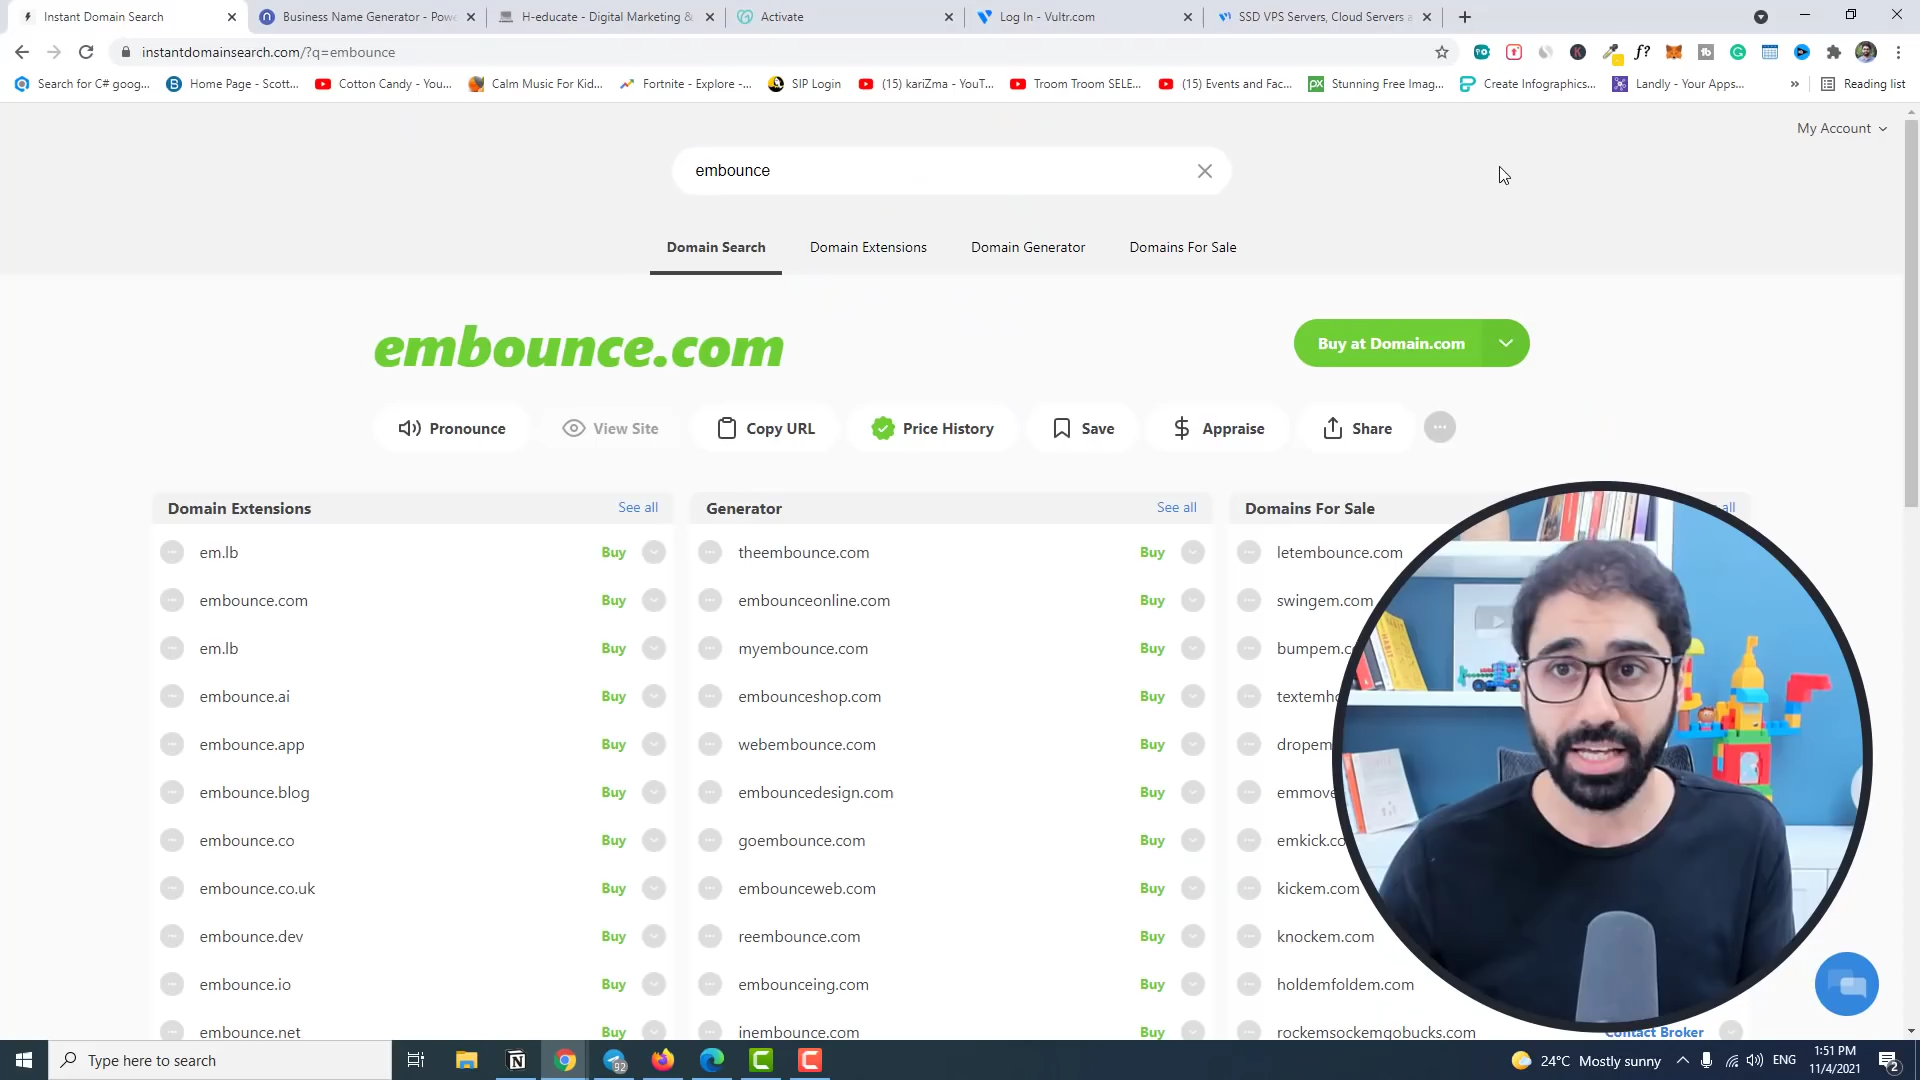 Instant Domain Search
Business Name Generator - Powe
H-educate - Digital Marketing &
Activate
Log In - Vultr.com
SSD VPS Servers, Cloud Servers a
instantdomainsearch.com/?q=embounce
f?
Search for C# goog...
Home Page - Scott...
Cotton Candy - You...
Calm Music For Kid...
Fortnite - Explore -...
SIP Login
(15) kariZma - YouT...
Troom Troom SELE...
(15) Events and Fac...
Stunning Free Imag...
Create Infographics...
Landly - Your Apps...
»
Reading list
My Account
embounce
Domain Search
Domain Extensions
Domain Generator
Domains For Sale
embounce.com
Buy at Domain.com
Pronounce
View Site
Copy URL
Price History
Save
Appraise
Share
Domain Extensions
See all
em.lb
Buy
embounce.com
Buy
em.lb
Buy
embounce.ai
Buy
embounce.app
Buy
embounce.blog
Buy
embounce.co
Buy
embounce.co.uk
Buy
embounce.dev
Buy
embounce.io
Buy
embounce.net
Buy
Generator
See all
theembounce.com
Buy
embounceonline.com
Buy
myembounce.com
Buy
embounceshop.com
Buy
webembounce.com
Buy
embouncedesign.com
Buy
goembounce.com
Buy
embounceweb.com
Buy
reembounce.com
Buy
embounceing.com
Buy
inembounce.com
Buy
Domains For Sale
all
letembounce.com
swingem.com
bumpem.c
textemho
dropem
emmove
emkick.co
kickem.com
knockem.com
holdemfoldem.com
rockemsockemgobucks.com
Contact Broker
Type here to search
92
24°C Mostly sunny
ENG
1:51 PM
11/4/2021
2